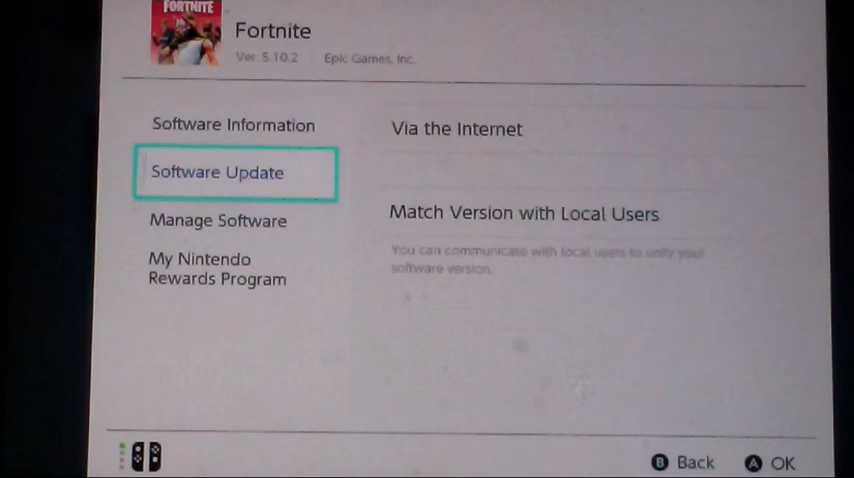 FORTNITE
Fortnite
Ver. 5.10.2 Epic Games, Inc.
Software Information
Software Update
Manage Software
My Nintendo
Rewards Program
Via the Internet
Match Version with Local Users
You can communicate with local users to unify your
software version.
B Back A OK